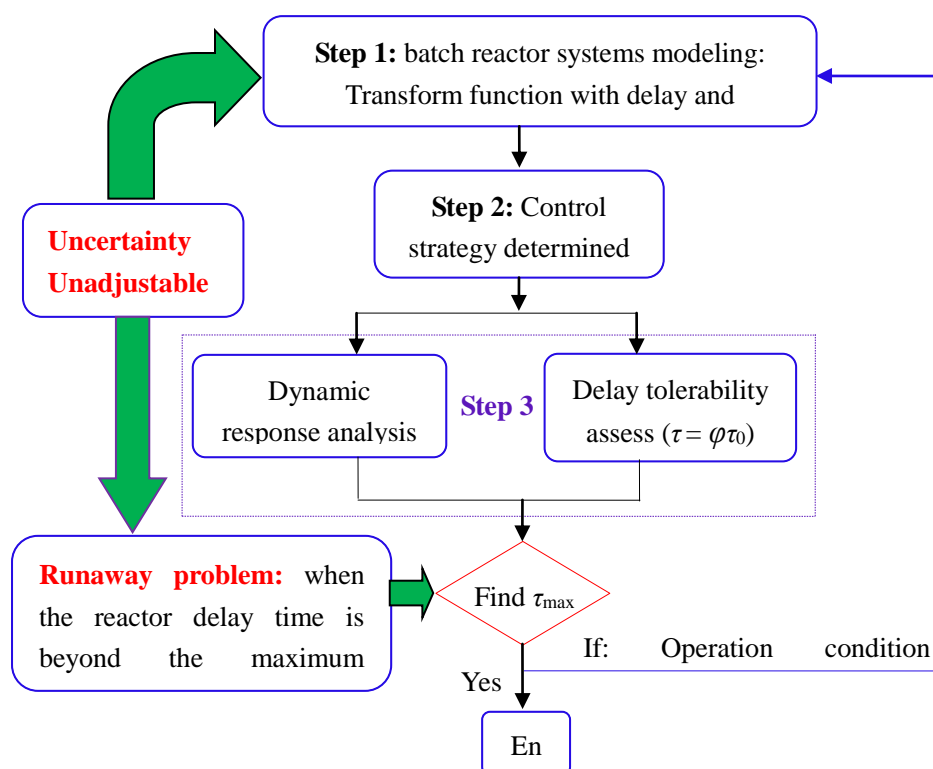 Step 1: batch reactor systems modeling:
Transform function with delay and
Step 2: Control
strategy determined
Uncertainty
Unadjustable
Dynamic
response analysis
Step 3
Delay tolerability
assess (τ = φτ₀)
Runaway problem: when
the reactor delay time is
beyond the maximum
Find τmax
If: Operation condition
Yes
En